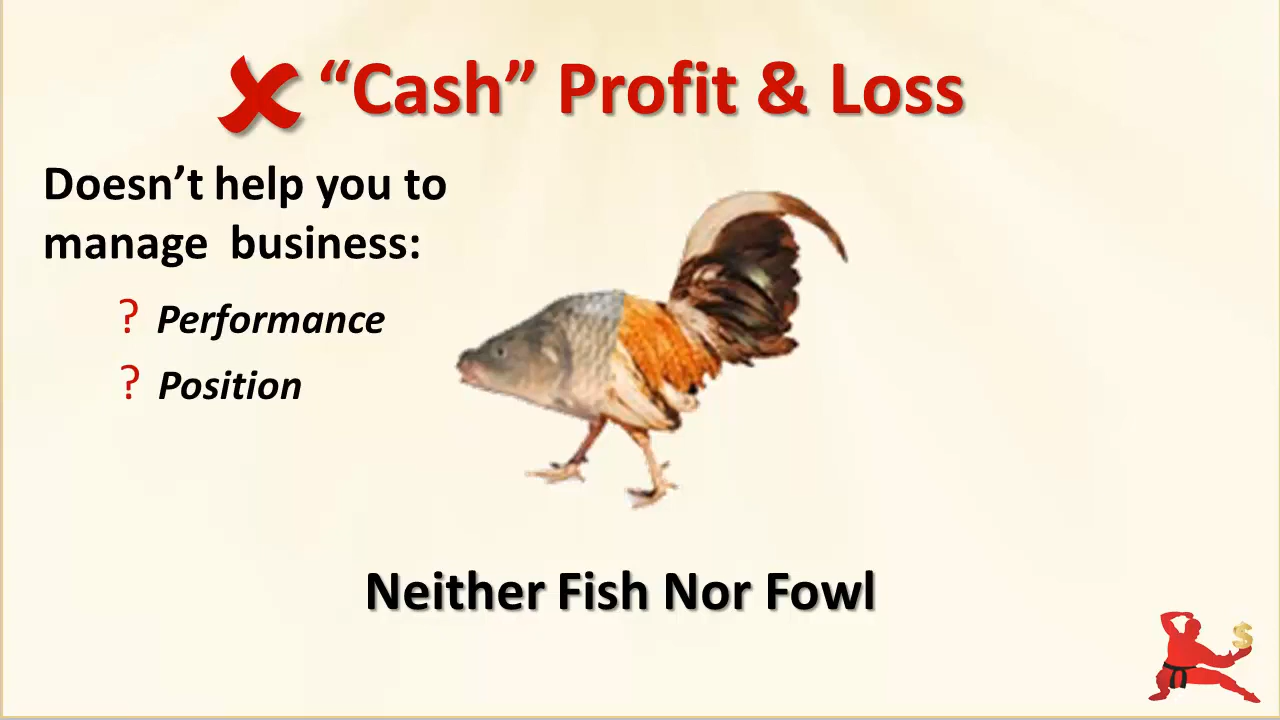 “Cash” Profit & Loss
Doesn’t help you to
manage business:
? Performance
? Position
Neither Fish Nor Fowl
$